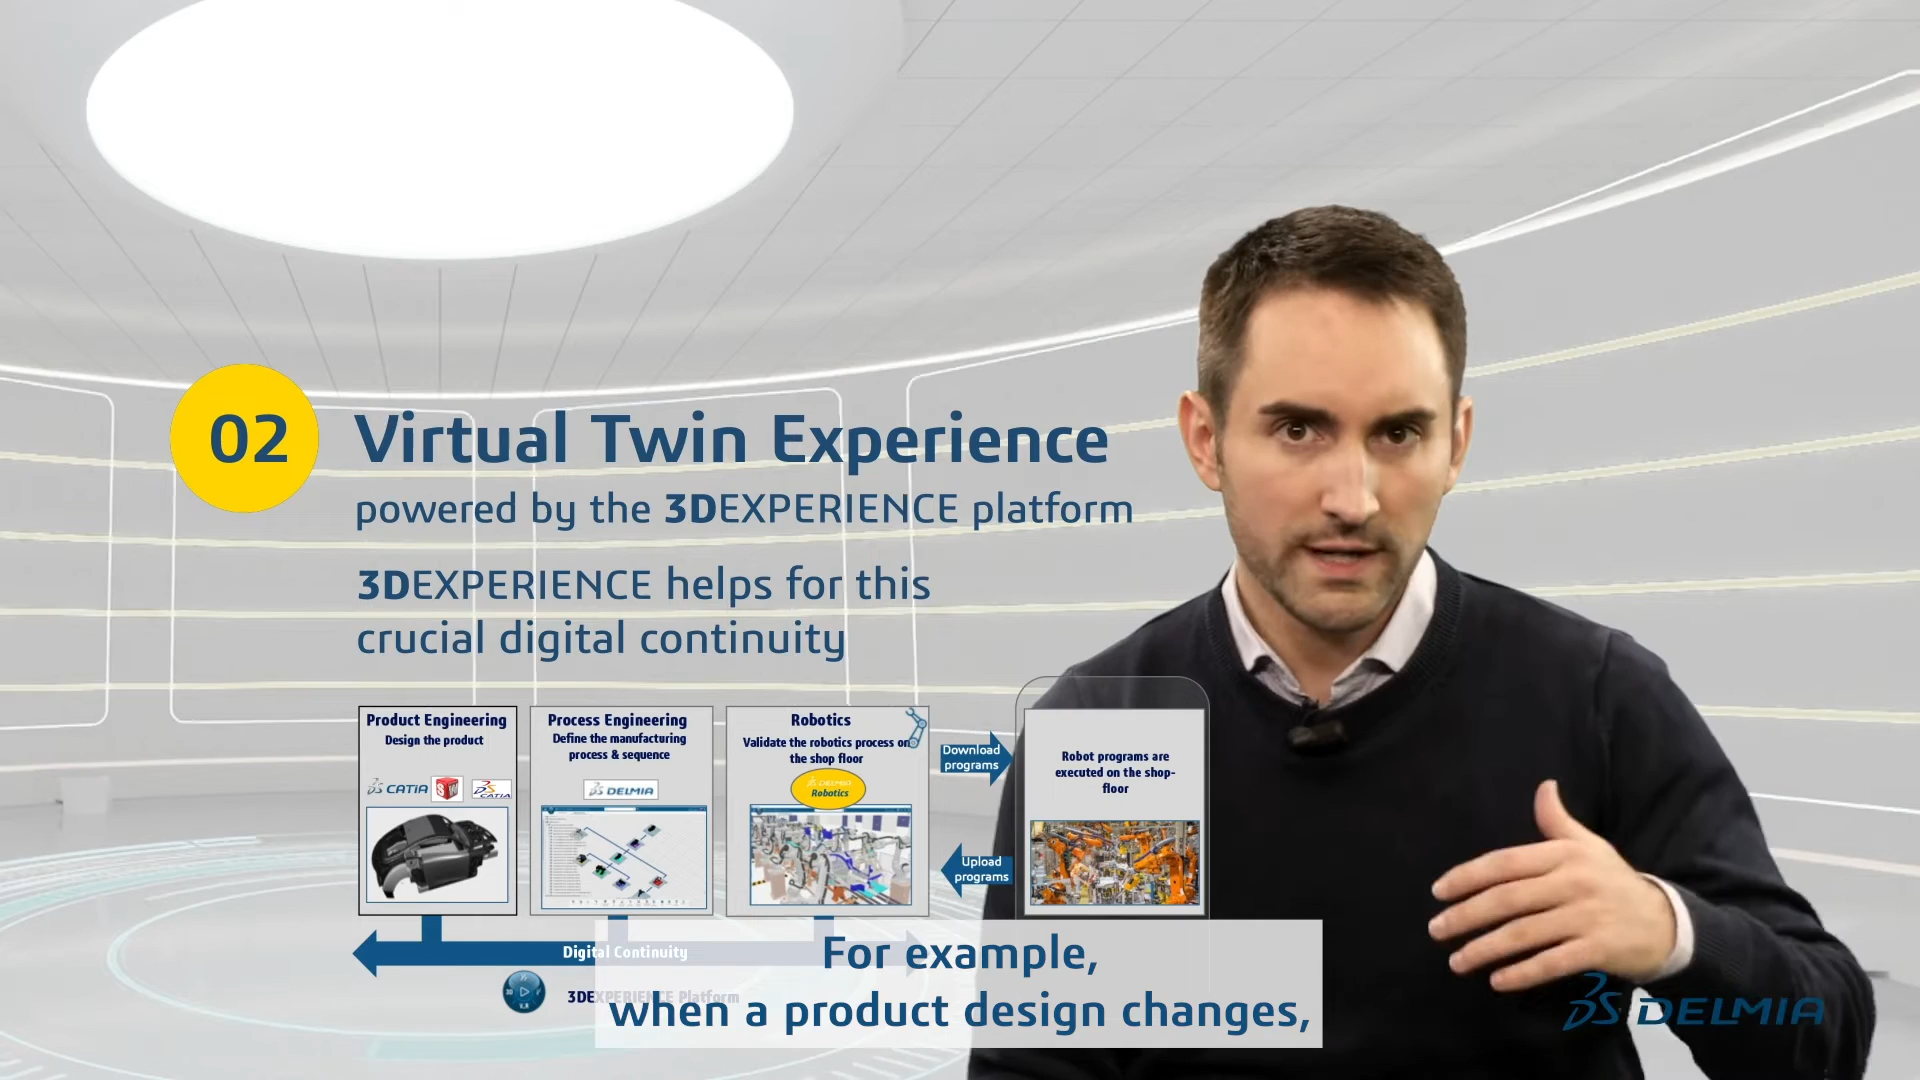 02
Virtual Twin Experience
powered by the 3DEXPERIENCE platform
3DEXPERIENCE helps for this
crucial digital continuity
Product Engineering
Design the product
CATIA
CATIA
Process Engineering
Define the manufacturing
process & sequence
DELMIA
Robotics
Validate the robotics process on
the shop floor
DELMIA
Robotics
Download
programs
Upload
programs
Robot programs are
executed on the shop-
floor
Digital Continuity
3DEXPERIENCE Platform
For example,
when a product design changes,
DELMIA